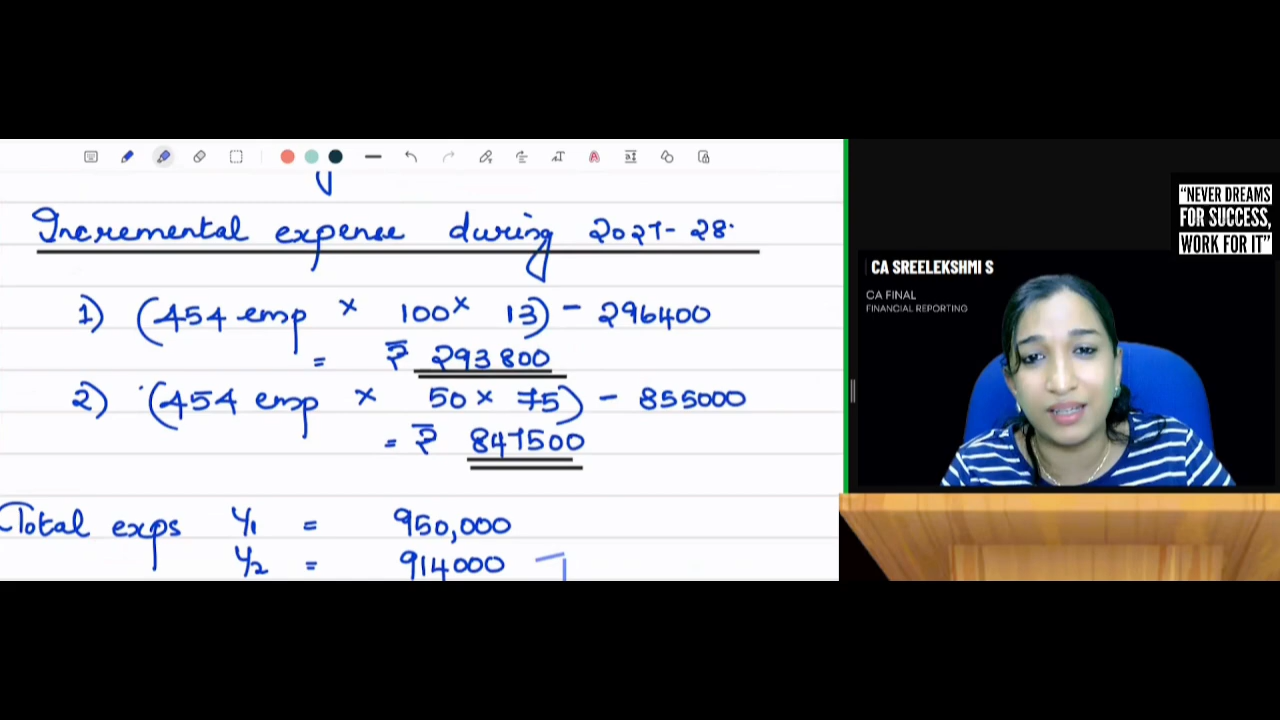 Incremental expense during 2027-28.
1) (454 emp × 100 × 13) - 296400
= ₹ 293800
2) (454 emp × 50 × 75) - 855000
= ₹ 847500
Total exps Y1 = 950,000
Y2 = 914000
"NEVER DREAMS
FOR SUCCESS,
WORK FOR IT"
CA SREELEKSHMI S
CA FINAL
FINANCIAL REPORTING